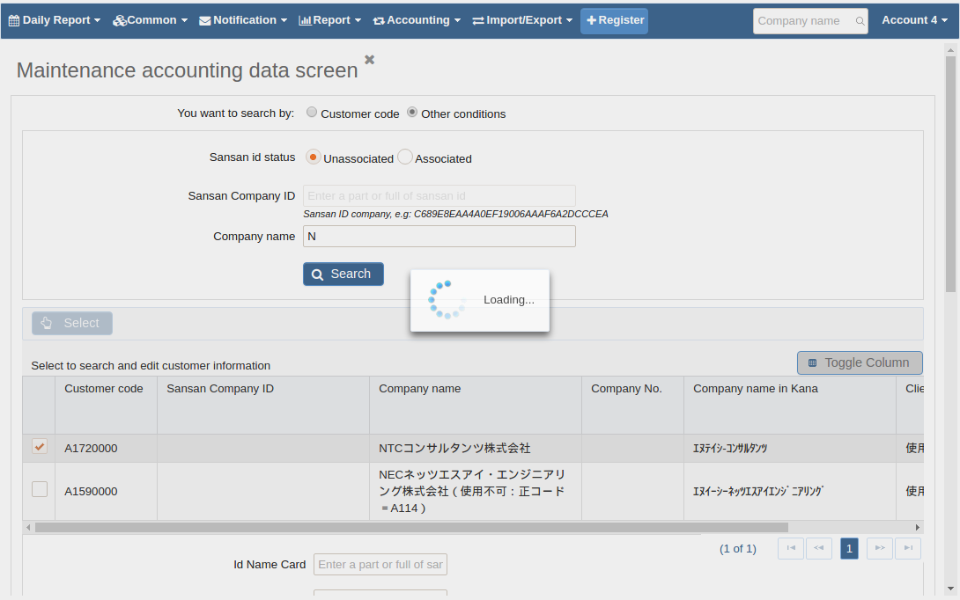 Daily Report Common Notification Report Accounting Import/Export Register Company name Account 4
Maintenance accounting data screen
You want to search by: Customer code Other conditions
Sansan id status Unassociated Associated
Sansan Company ID Enter a part or full of sansan id
Sansan ID company, e.g: C689E8EAA4A0EF19006AAAF6A2DCCCEA
Company name N
Search
Loading...
Select
Select to search and edit customer information Toggle Column
Customer code Sansan Company ID Company name Company No. Company name in Kana Clie
A1720000 NTCコンサルタンツ株式会社 ｴﾇﾃｲｼ-ｺﾝｻﾙﾀﾝﾂ 使用
NECネッツエスアイ・エンジニアリ
A1590000 ング株式会社（使用不可：正コード ｴﾇｲｰｼｰﾈｯﾂｴｽｱｲｴﾝｼﾞﾆｱﾘﾝｸﾞ 使用
＝A114）
(1 of 1) 1
Id Name Card Enter a part or full of sar